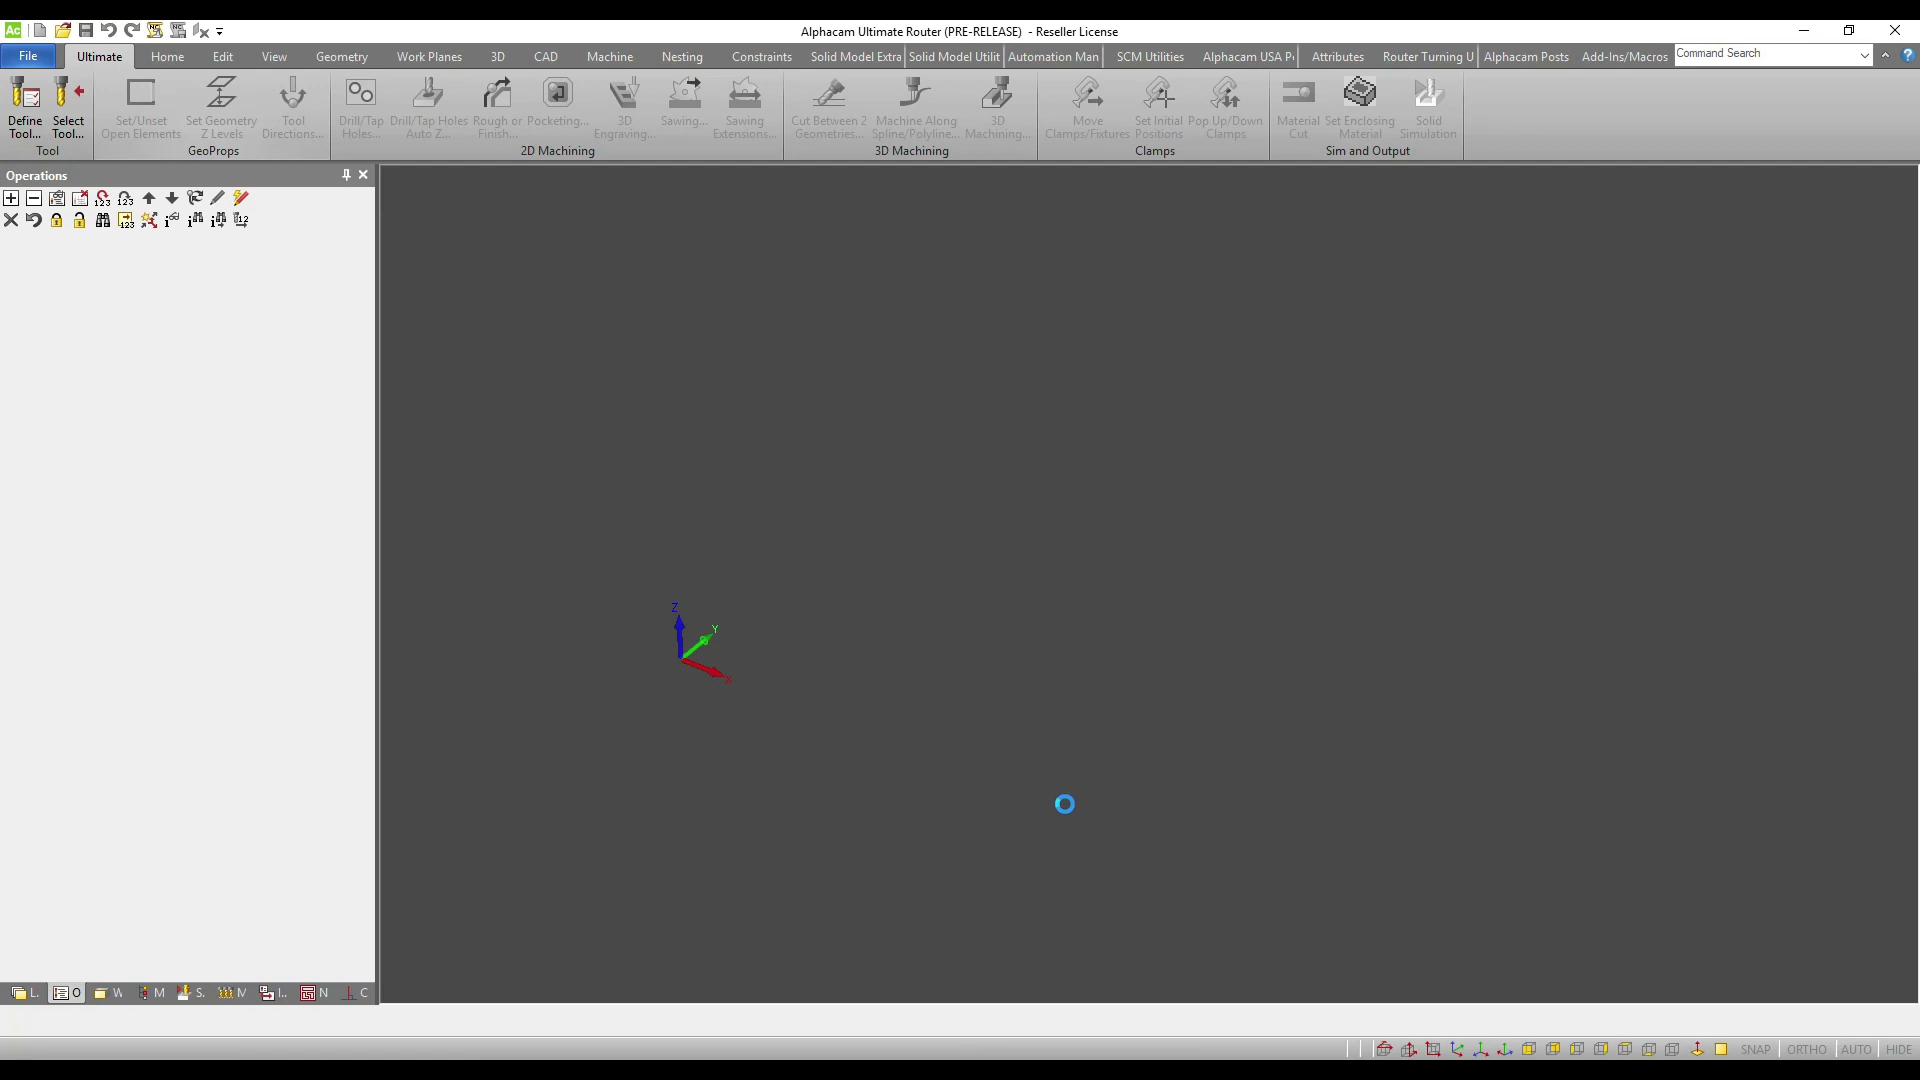 Ac
Alphacam Ultimate Router (PRE-RELEASE) - Reseller License
File Ultimate Home Edit View Geometry Work Planes 3D CAD Machine Nesting Constraints Solid Model Extra Solid Model Utilit Automation Man SCM Utilities Alphacam USA P Attributes Router Turning U Alphacam Posts Add-Ins/Macros Command Search
Define Tool...
Select Tool...
Set/Unset Open Elements
Set Geometry Z Levels
Tool Directions...
Drill/Tap Holes...
Drill/Tap Holes Auto Z...
Rough or Finish...
Pocketing...
3D Engraving...
Sawing...
Sawing Extensions...
Cut Between 2 Geometries...
Machine Along Spline/Polyline...
3D Machining...
Move Clamps/Fixtures
Set Initial Positions
Pop Up/Down Clamps
Material Cut
Set Enclosing Material
Solid Simulation
Tool GeoProps 2D Machining 3D Machining Clamps Sim and Output
Operations
Z
Y
X
L. O W M S. M I.. N C
SNAP ORTHO AUTO HIDE